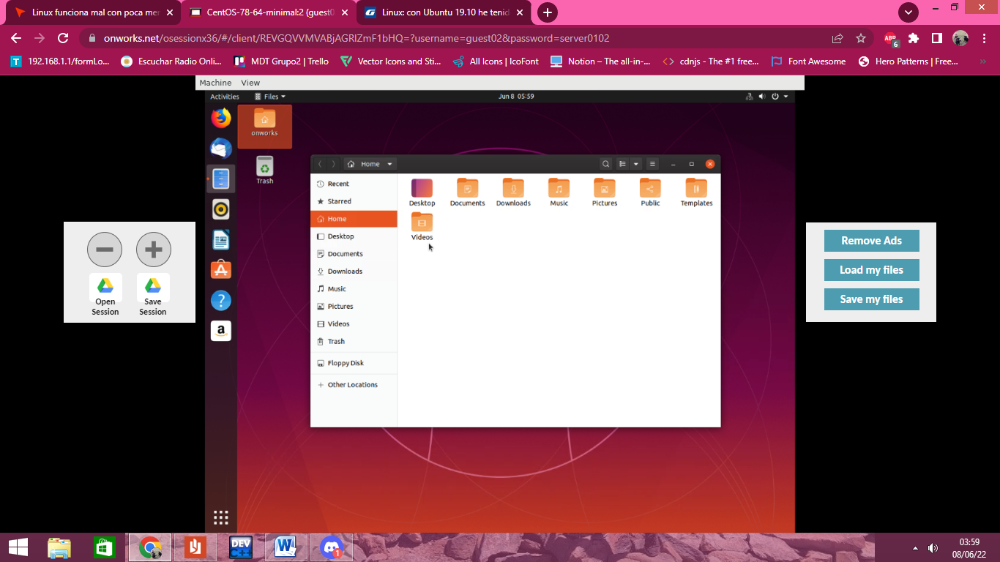 Linux funciona mal con poca mer
CentOS-78-64-minimal:2 (guest0
Linux: con Ubuntu 19.10 he tenid
onworks.net/osessionx36/#/client/REVGQVVMVABjAGRlZmF1bHQ=?username=guest02&password=server0102
ABP
6
T
192.168.1.1/formLo...
Escuchar Radio Onli...
MDT Grupo2 | Trello
Vector Icons and Sti...
All Icons | IcoFont
Notion – The all-in-...
cdnjs - The #1 free...
Font Awesome
Hero Patterns | Free...
»
Machine View
Activities
Files
Jun 8 05:59
onworks
Trash
Home
Recent
Starred
Home
Desktop
Documents
Downloads
Music
Pictures
Videos
Trash
Floppy Disk
+ Other Locations
Desktop
Documents
Downloads
Music
Pictures
Public
Templates
Videos
Open
Session
Save
Session
Remove Ads
Load my files
Save my files
?
a
DEV
C++
W
1
03:59
08/06/22